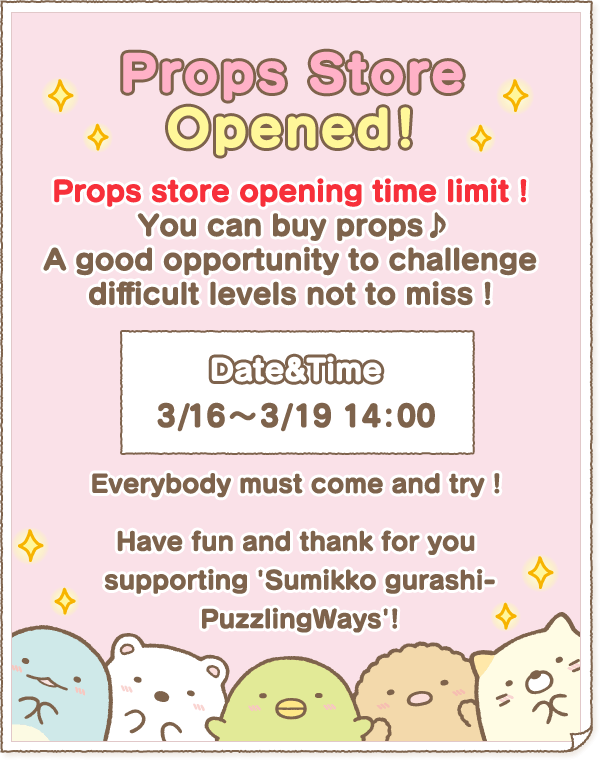 Props Store
Opened!
Props store opening time limit !
You can buy props♪
A good opportunity to challenge
difficult levels not to miss !
Date&Time
3/16～3/19 14:00
Everybody must come and try !
Have fun and thank for you
supporting 'Sumikko gurashi-
PuzzlingWays'!